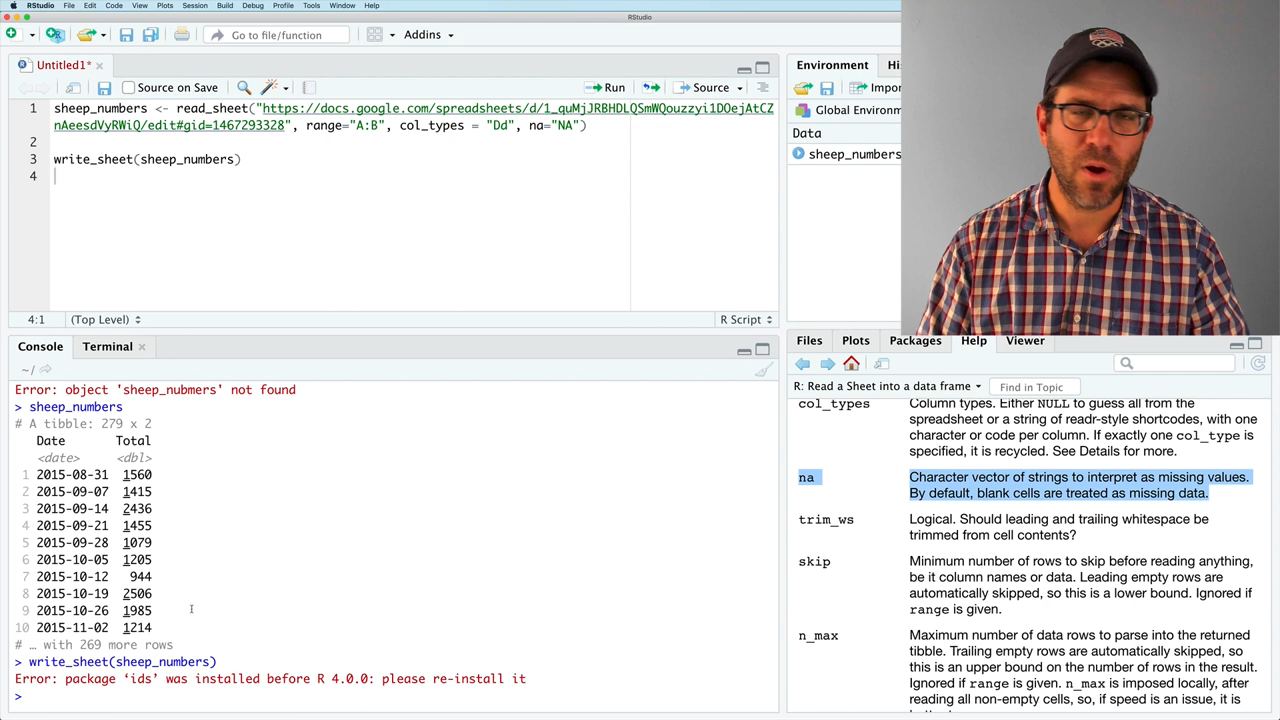 RStudio File Edit Code View Plots Session Build Debug Profile Tools Window Help
RStudio
Go to file/function Addins
Untitled1*
Source on Save Run Source
1 sheep_numbers <- read_sheet("https://docs.google.com/spreadsheets/d/1_quMjJRBHDLQSmWQouzzyi1DOejAtCZ
nAeesdVyRWiQ/edit#gid=1467293328", range="A:B", col_types = "Dd", na="NA")
2
3 write_sheet(sheep_numbers)
4
4:1 (Top Level) R Script
Console Terminal
~/
Error: object 'sheep_nubmers' not found
> sheep_numbers
# A tibble: 279 x 2
Date Total
<date> <dbl>
1 2015-08-31 1560
2 2015-09-07 1415
3 2015-09-14 2436
4 2015-09-21 1455
5 2015-09-28 1079
6 2015-10-05 1205
7 2015-10-12 944
8 2015-10-19 2506
9 2015-10-26 1985
10 2015-11-02 1214
# … with 269 more rows
> write_sheet(sheep_numbers)
Error: package ‘ids’ was installed before R 4.0.0: please re-install it
>
Environment His
Impor
Global Environm
Data
sheep_numbers
Files Plots Packages Help Viewer
R: Read a Sheet into a data frame Find in Topic
col_types Column types. Either NULL to guess all from the
spreadsheet or a string of readr-style shortcodes, with one
character or code per column. If exactly one col_type is
specified, it is recycled. See Details for more.
na Character vector of strings to interpret as missing values.
By default, blank cells are treated as missing data.
trim_ws Logical. Should leading and trailing whitespace be
trimmed from cell contents?
skip Minimum number of rows to skip before reading anything,
be it column names or data. Leading empty rows are
automatically skipped, so this is a lower bound. Ignored if
range is given.
n_max Maximum number of data rows to parse into the returned
tibble. Trailing empty rows are automatically skipped, so
this is an upper bound on the number of rows in the result.
Ignored if range is given. n_max is imposed locally, after
reading all non-empty cells, so, if speed is an issue, it is